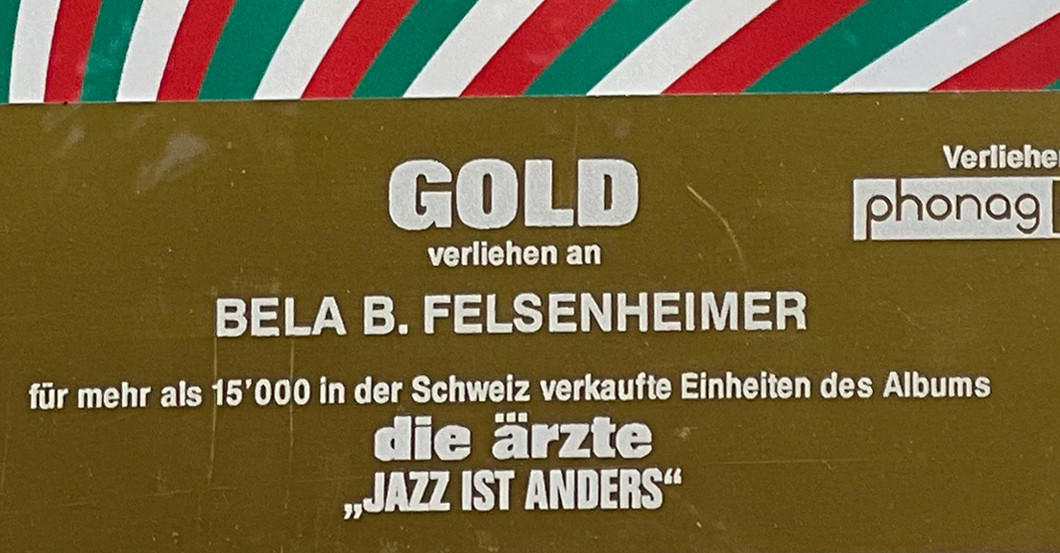 GOLD
verliehen an
BELA B. FELSENHEIMER
für mehr als 15'000 in der Schweiz verkaufte Einheiten des Albums
die ärzte
„JAZZ IST ANDERS“
Verliehe
phonag